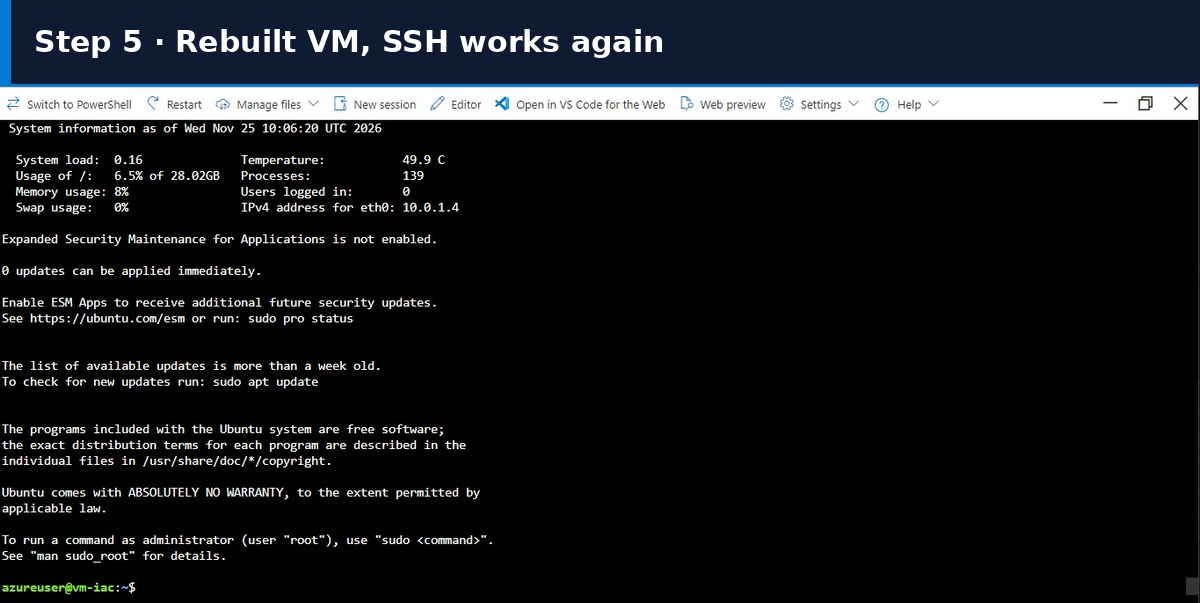 Step 5 · Rebuilt VM, SSH works again
Switch to PowerShell Restart Manage files New session Editor Open in VS Code for the Web Web preview Settings Help
System information as of Wed Nov 25 10:06:20 UTC 2026
System load: 0.16 Temperature: 49.9 C
Usage of /: 6.5% of 28.02GB Processes: 139
Memory usage: 8% Users logged in: 0
Swap usage: 0% IPv4 address for eth0: 10.0.1.4
Expanded Security Maintenance for Applications is not enabled.
0 updates can be applied immediately.
Enable ESM Apps to receive additional future security updates.
See https://ubuntu.com/esm or run: sudo pro status
The list of available updates is more than a week old.
To check for new updates run: sudo apt update
The programs included with the Ubuntu system are free software;
the exact distribution terms for each program are described in the
individual files in /usr/share/doc/*/copyright.
Ubuntu comes with ABSOLUTELY NO WARRANTY, to the extent permitted by
applicable law.
To run a command as administrator (user "root"), use "sudo <command>".
See "man sudo_root" for details.
azureuser@vm-iac:~$